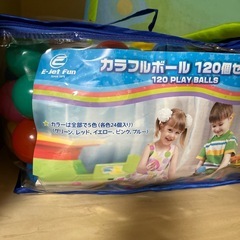 E-Jet Fun
カラフルボール 120個セ
120 PLAY BALLS
カラーは全部で5色(各色24個入り)
(グリーン、レッド、イエロー、ピンク、ブルー)